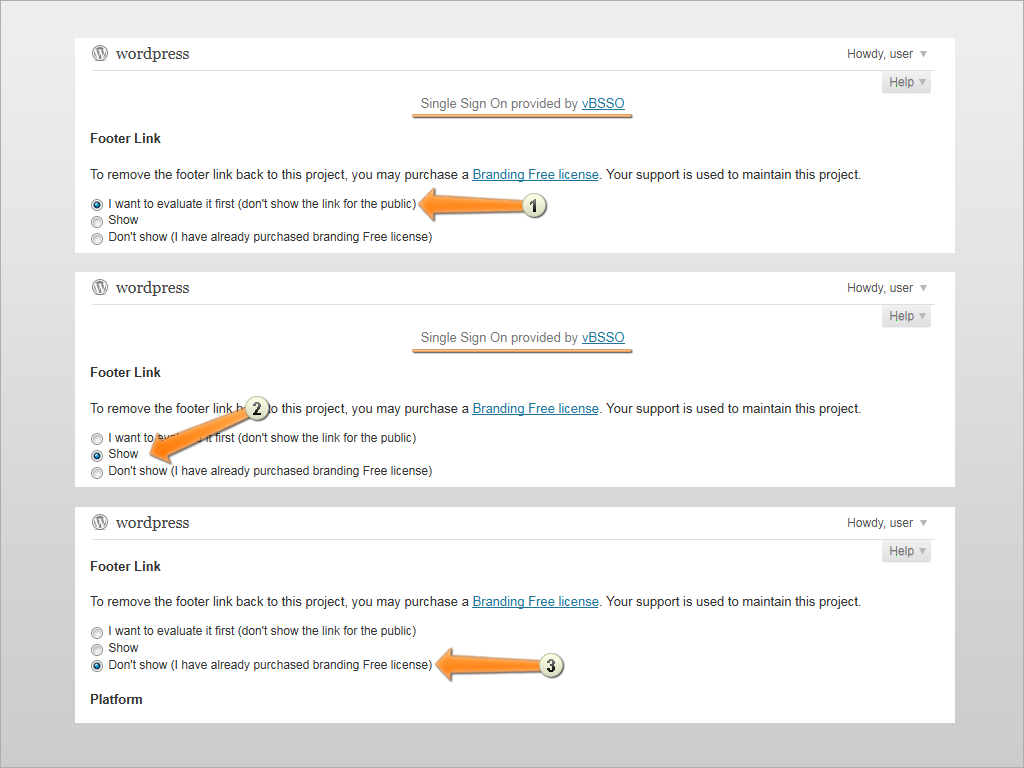 wordpress
Howdy, user
Help
Single Sign On provided by vBSSO
Footer Link
To remove the footer link back to this project, you may purchase a Branding Free license. Your support is used to maintain this project.
I want to evaluate it first (don't show the link for the public)
1
Show
Don't show (I have already purchased branding Free license)
wordpress
Howdy, user
Help
Single Sign On provided by vBSSO
Footer Link
To remove the footer link to this project, you may purchase a Branding Free license. Your support is used to maintain this project.
2
I want to it first (don't show the link for the public)
Show
Don't show (I have already purchased branding Free license)
wordpress
Howdy, user
Help
Footer Link
To remove the footer link back to this project, you may purchase a Branding Free license. Your support is used to maintain this project.
I want to evaluate it first (don't show the link for the public)
Show
Don't show (I have already purchased branding Free license)
3
Platform